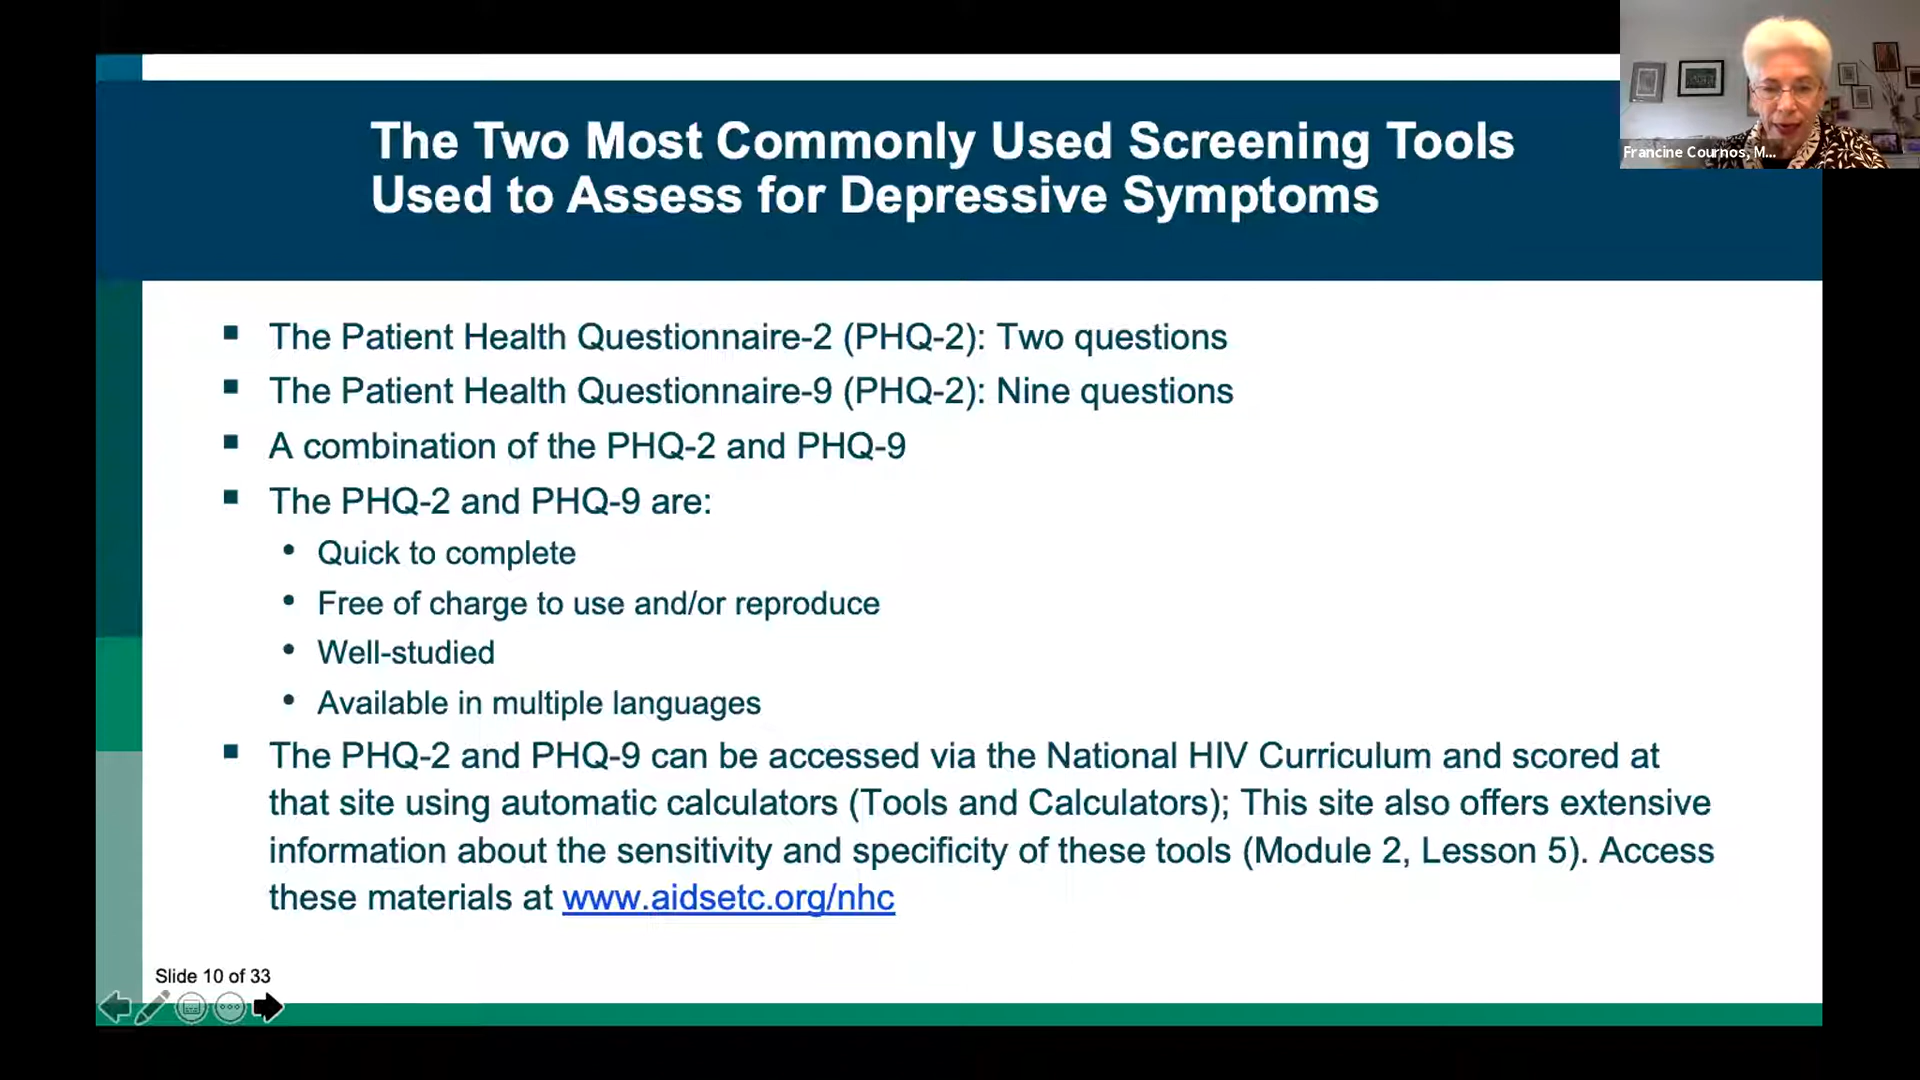 The Two Most Commonly Used Screening Tools
Used to Assess for Depressive Symptoms
Francine Cournos, M...
▪ The Patient Health Questionnaire-2 (PHQ-2): Two questions
▪ The Patient Health Questionnaire-9 (PHQ-2): Nine questions
▪ A combination of the PHQ-2 and PHQ-9
▪ The PHQ-2 and PHQ-9 are:
• Quick to complete
• Free of charge to use and/or reproduce
• Well-studied
• Available in multiple languages
▪ The PHQ-2 and PHQ-9 can be accessed via the National HIV Curriculum and scored at
that site using automatic calculators (Tools and Calculators); This site also offers extensive
information about the sensitivity and specificity of these tools (Module 2, Lesson 5). Access
these materials at www.aidsetc.org/nhc
Slide 10 of 33